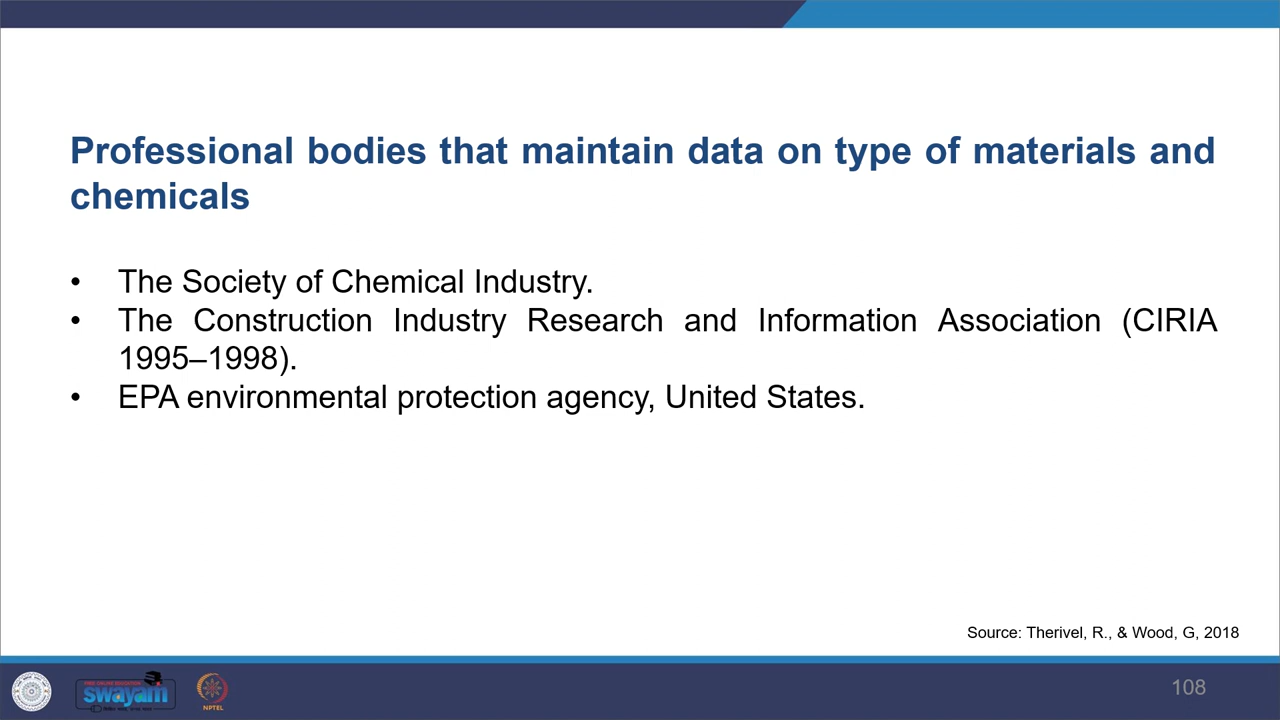 Professional bodies that maintain data on type of materials and
chemicals
• The Society of Chemical Industry.
• The Construction Industry Research and Information Association (CIRIA
1995–1998).
• EPA environmental protection agency, United States.
Source: Therivel, R., & Wood, G, 2018
swayam
NPTEL
108